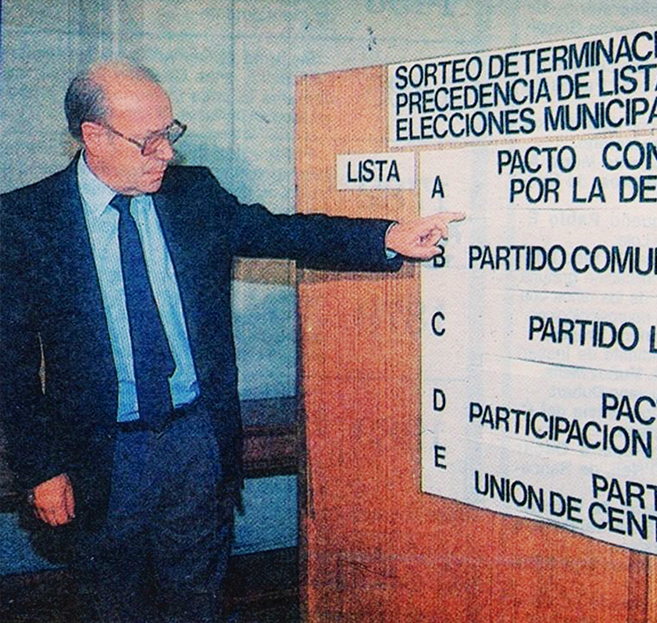 SORTEO DETERMINACI
PRECEDENCIA DE LISTA
ELECCIONES MUNICIPA
LISTA
A
PACTO CON
POR LA DE
B PARTIDO COMU
C PARTIDO L
D
PAC
PARTICIPACION
E
PART
UNION DE CENT